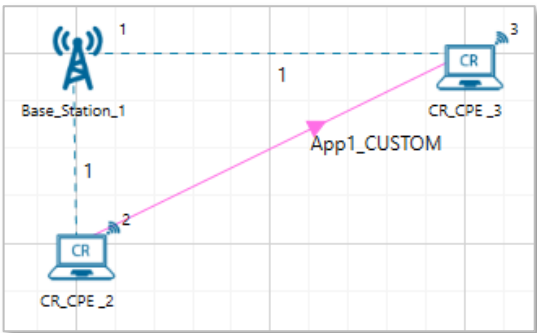 1
3
CR
1
Base_Station_1
CR_CPE _3
App1_CUSTOM
1
2
CR
CR_CPE _2